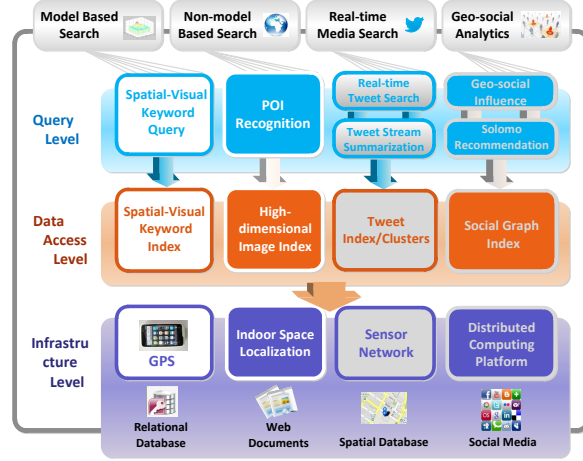 Model Based
Search
Non-model
Based Search
Real-time
Media Search
Geo-social
Analytics
Query
Level
Spatial-Visual
Keyword
Query
POI
Recognition
Real-time
Tweet Search
Tweet Stream
Summarization
Geo-social
Influence
Solomo
Recommendation
Data
Access
Level
Spatial-Visual
Keyword
Index
High-
dimensional
Image Index
Tweet
Index/Clusters
Social Graph
Index
Infrastru
cture
Level
GPS
Indoor Space
Localization
Sensor
Network
Distributed
Computing
Platform
Relational
Database
Web
Documents
Spatial Database
Social Media